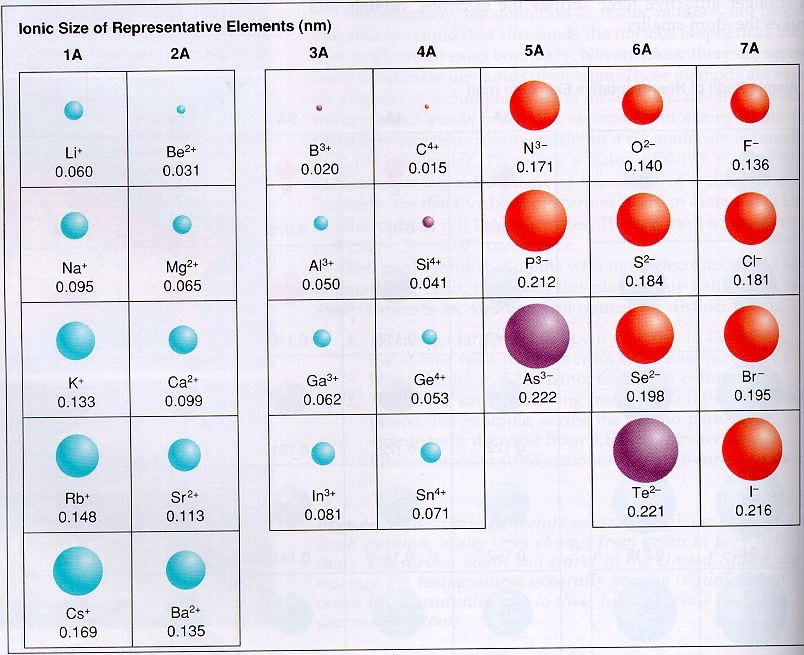 Ionic Size of Representative Elements (nm)
1A 2A 3A 4A 5A 6A 7A
Li⁺ Be²⁺ B³⁺ C⁴⁺ N³⁻ O²⁻ F⁻
0.060 0.031 0.020 0.015 0.171 0.140 0.136
Na⁺ Mg²⁺ Al³⁺ Si⁴⁺ P³⁻ S²⁻ Cl⁻
0.095 0.065 0.050 0.041 0.212 0.184 0.181
K⁺ Ca²⁺ Ga³⁺ Ge⁴⁺ As³⁻ Se²⁻ Br⁻
0.133 0.099 0.062 0.053 0.222 0.198 0.195
Rb⁺ Sr²⁺ In³⁺ Sn⁴⁺ Te²⁻ I⁻
0.148 0.113 0.081 0.071 0.221 0.216
Cs⁺ Ba²⁺
0.169 0.135